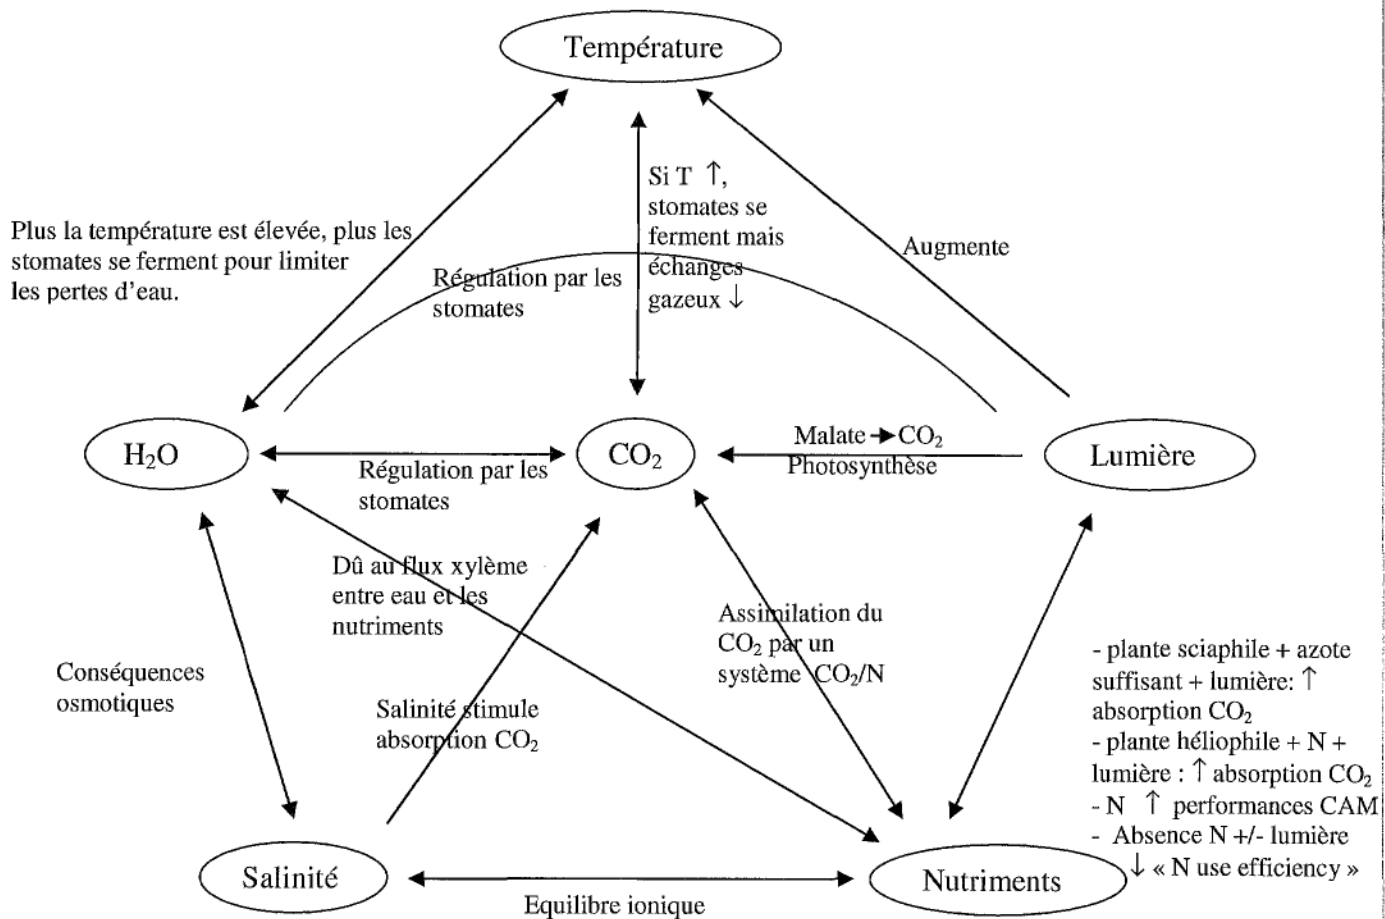 Température
Si T ↑,
stomates se
ferment mais
échanges
gazeux ↓
Plus la température est élevée, plus les
stomates se ferment pour limiter
les pertes d'eau.
Augmente
Régulation par les
stomates
H₂O
Régulation par les
stomates
CO₂
Malate → CO₂
Photosynthèse
Lumière
Dû au flux xylème
entre eau et les
nutriments
Assimilation du
CO₂ par un
système CO₂/N
Conséquences
osmotiques
Salinité stimule
absorption CO₂
- plante sciaphile + azote
suffisant + lumière: ↑
absorption CO₂
- plante héliophile + N +
lumière : ↑ absorption CO₂
- N ↑ performances CAM
- Absence N +/- lumière
↓ « N use efficiency »
Salinité
Equilibre ionique
Nutriments